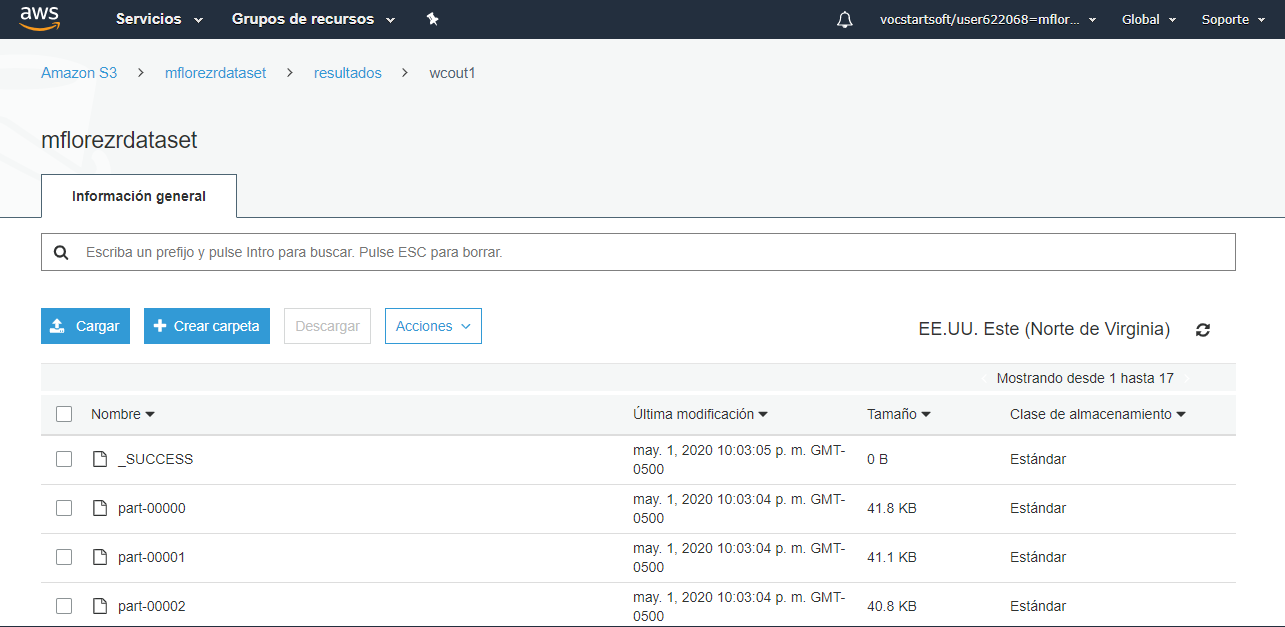 aws Servicios Grupos de recursos vocstartsoft/user622068=mflor... Global Soporte
Amazon S3 > mflorezrdataset > resultados > wcout1
mflorezrdataset
Información general
Escriba un prefijo y pulse Intro para buscar. Pulse ESC para borrar.
Cargar Crear carpeta Descargar Acciones EE.UU. Este (Norte de Virginia)
Mostrando desde 1 hasta 17
Nombre Última modificación Tamaño Clase de almacenamiento
_SUCCESS may. 1, 2020 10:03:05 p. m. GMT-
0500 0 B Estándar
part-00000 may. 1, 2020 10:03:04 p. m. GMT-
0500 41.8 KB Estándar
part-00001 may. 1, 2020 10:03:04 p. m. GMT-
0500 41.1 KB Estándar
part-00002 may. 1, 2020 10:03:04 p. m. GMT-
0500 40.8 KB Estándar